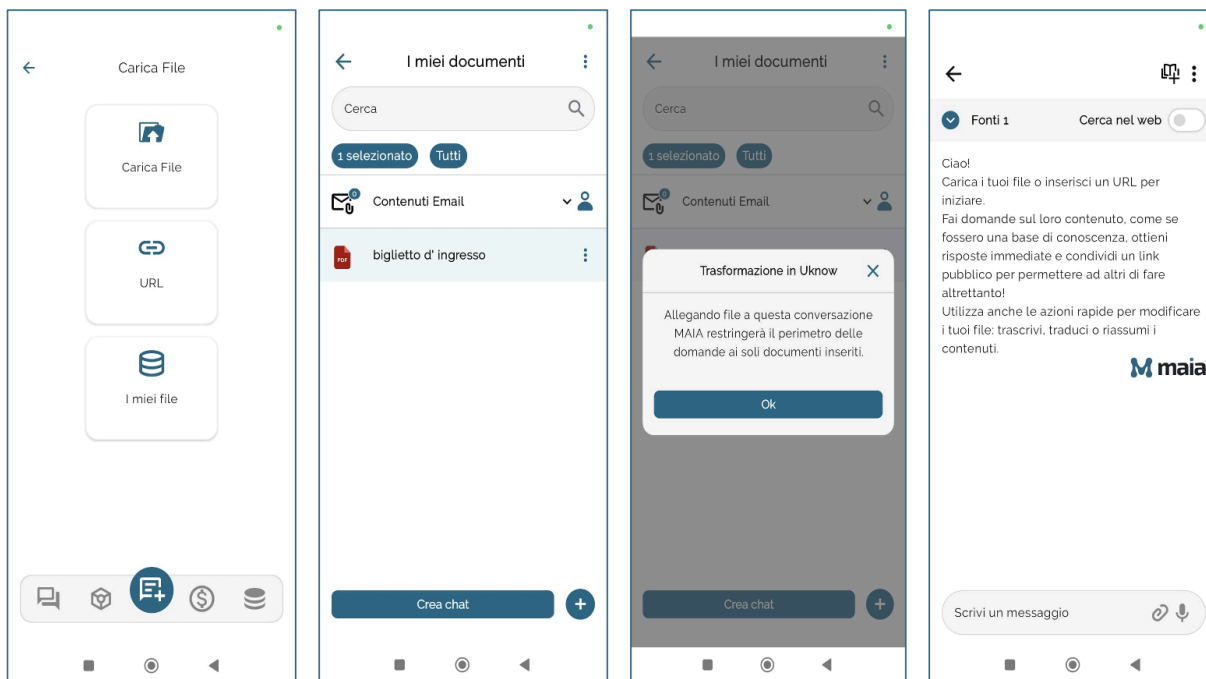 Carica File
Carica File
URL
I miei file
I miei documenti
Cerca
1 selezionato
Tutti
0
Contenuti Email
PDF
biglietto d' ingresso
Crea chat
+
I miei documenti
Cerca
1 selezionato
Tutti
0
Contenuti Email
Trasformazione in Uknow
Allegando file a questa conversazione
MAIA restringerà il perimetro delle
domande ai soli documenti inseriti.
Ok
Crea chat
+
Fonti 1
Cerca nel web
Ciao!
Carica i tuoi file o inserisci un URL per
iniziare.
Fai domande sul loro contenuto, come se
fossero una base di conoscenza, ottieni
risposte immediate e condividi un link
pubblico per permettere ad altri di fare
altrettanto!
Utilizza anche le azioni rapide per modificare
i tuoi file: trascrivi, traduci o riassumi i
contenuti.
M maia
Scrivi un messaggio